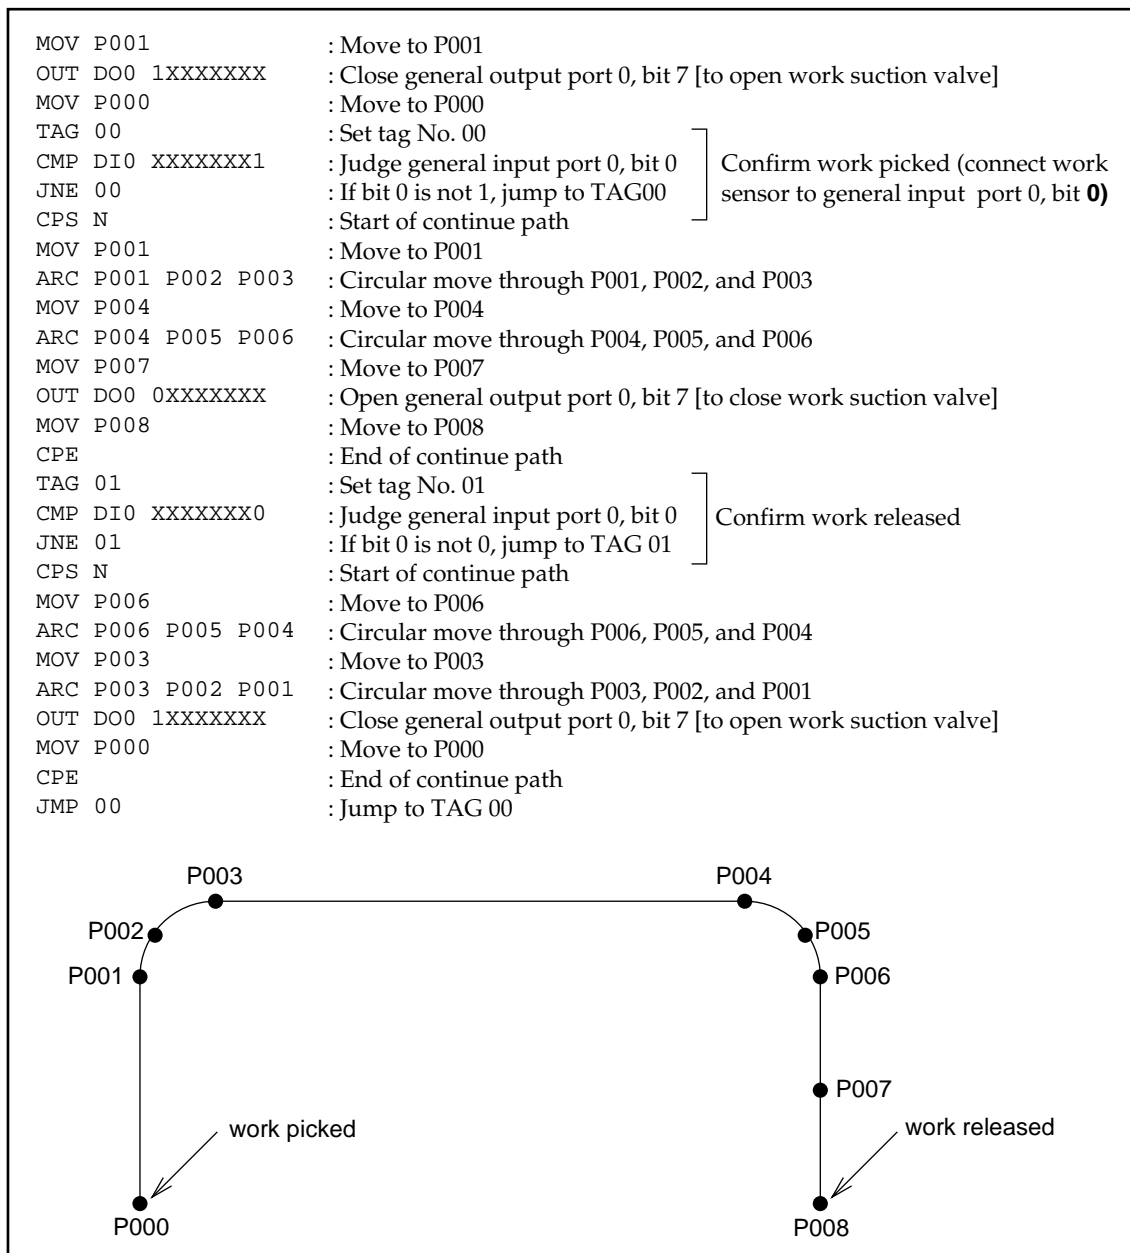 MOV P001 : Move to P001
OUT DO0 1XXXXXXX : Close general output port 0, bit 7 [to open work suction valve]
MOV P000 : Move to P000
TAG 00 : Set tag No. 00
CMP DI0 XXXXXXX1 : Judge general input port 0, bit 0 Confirm work picked (connect work
JNE 00 : If bit 0 is not 1, jump to TAG00 sensor to general input port 0, bit 0)
CPS N : Start of continue path
MOV P001 : Move to P001
ARC P001 P002 P003 : Circular move through P001, P002, and P003
MOV P004 : Move to P004
ARC P004 P005 P006 : Circular move through P004, P005, and P006
MOV P007 : Move to P007
OUT DO0 0XXXXXXX : Open general output port 0, bit 7 [to close work suction valve]
MOV P008 : Move to P008
CPE : End of continue path
TAG 01 : Set tag No. 01
CMP DI0 XXXXXXX0 : Judge general input port 0, bit 0 Confirm work released
JNE 01 : If bit 0 is not 0, jump to TAG 01
CPS N : Start of continue path
MOV P006 : Move to P006
ARC P006 P005 P004 : Circular move through P006, P005, and P004
MOV P003 : Move to P003
ARC P003 P002 P001 : Circular move through P003, P002, and P001
OUT DO0 1XXXXXXX : Close general output port 0, bit 7 [to open work suction valve]
MOV P000 : Move to P000
CPE : End of continue path
JMP 00 : Jump to TAG 00
P003 P004
P002 P005
P001 P006
P007
work picked work released
P000 P008